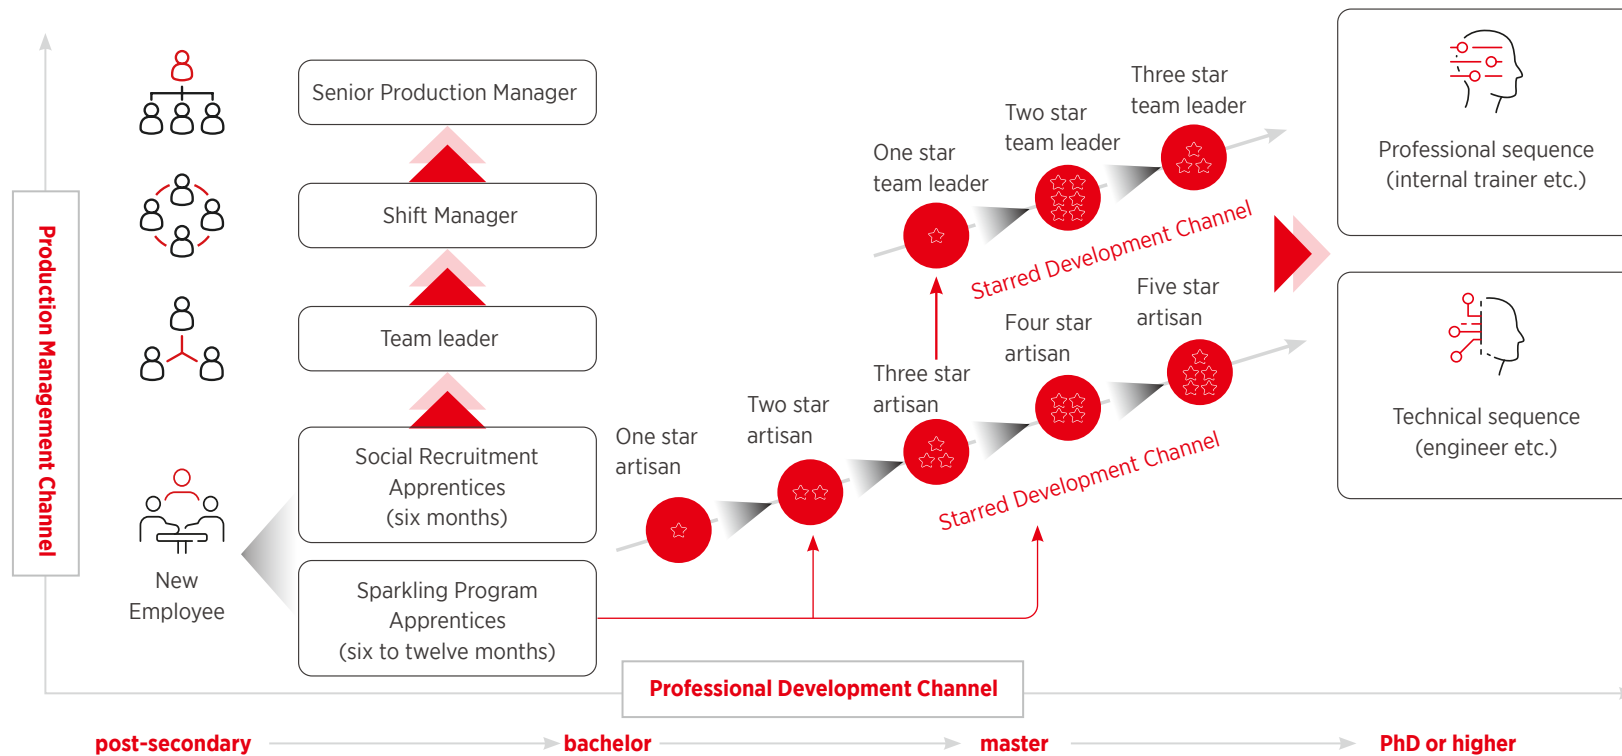 Production Management Channel
Senior Production Manager
Shift Manager
Team leader
Social Recruitment
Apprentices
(six months)
Sparkling Program
Apprentices
(six to twelve months)
New
Employee
One star
artisan
Two star
artisan
Three star
artisan
Four star
artisan
Five star
artisan
Starred Development Channel
One star
team leader
Two star
team leader
Three star
team leader
Starred Development Channel
Professional sequence
(internal trainer etc.)
Technical sequence
(engineer etc.)
Professional Development Channel
post-secondary
bachelor
master
PhD or higher